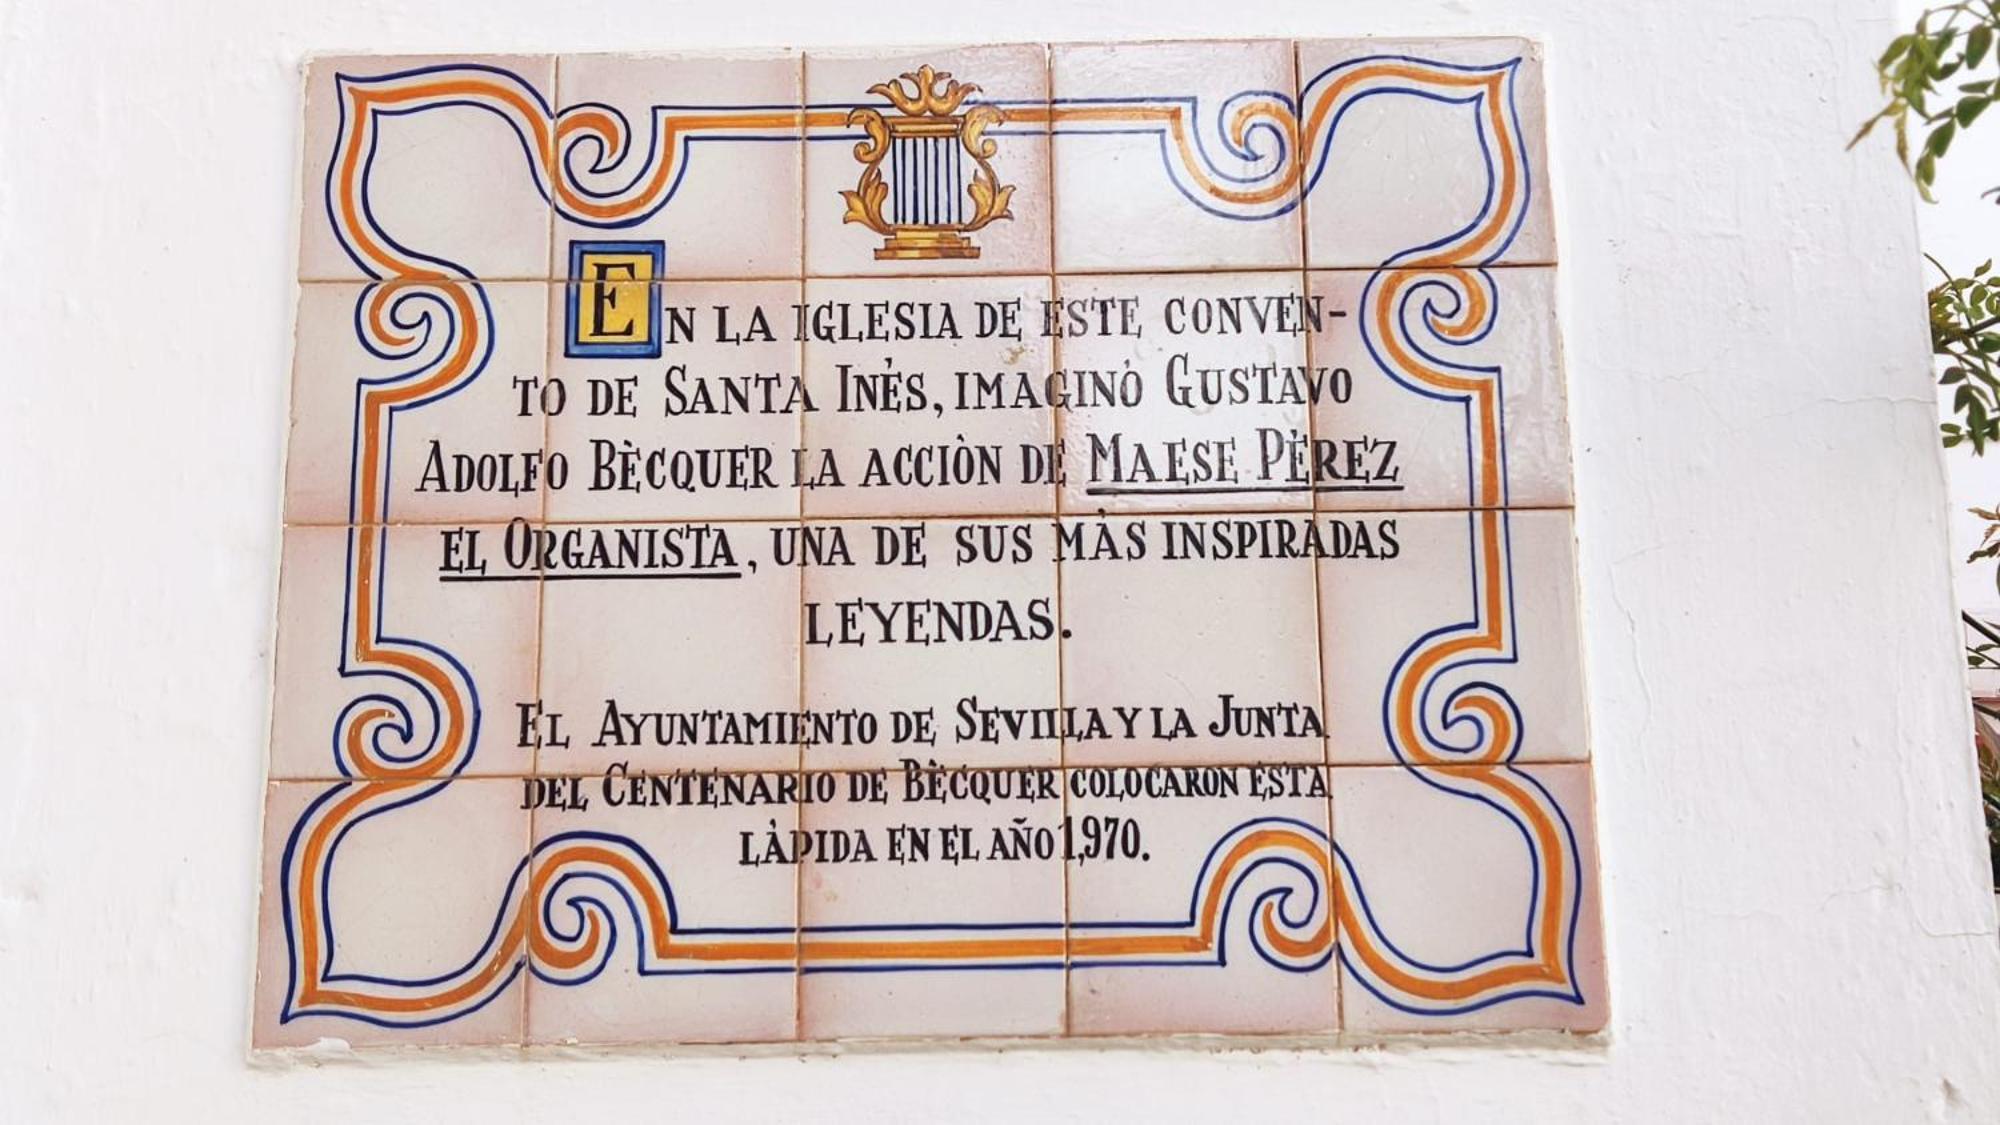 EN LA IGLESIA DE ESTE CONVEN-
TO DE SANTA INÈS, IMAGINÒ GUSTAVO
ADOLFO BÈCQUER LA ACCIÒN DE MAESE PÈREZ
EL ORGANISTA, UNA DE SUS MÀS INSPIRADAS
LEYENDAS.
EL AYUNTAMIENTO DE SEVILLA Y LA JUNTA
DEL CENTENARIO DE BÈCQUER COLOCARON ESTA
LÀPIDA EN EL AÑO 1,970.